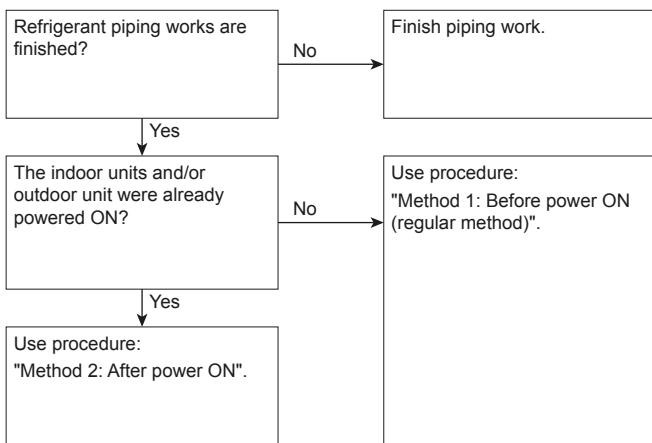 Refrigerant piping works are
finished?
No
Finish piping work.
Yes
The indoor units and/or
outdoor unit were already
powered ON?
No
Use procedure:
"Method 1: Before power ON
(regular method)".
Yes
Use procedure:
"Method 2: After power ON".